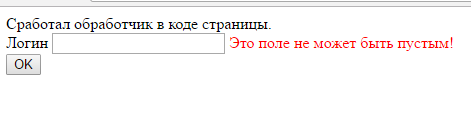 Сработал обработчик в коде страницы.
Логин Это поле не может быть пустым!
OK